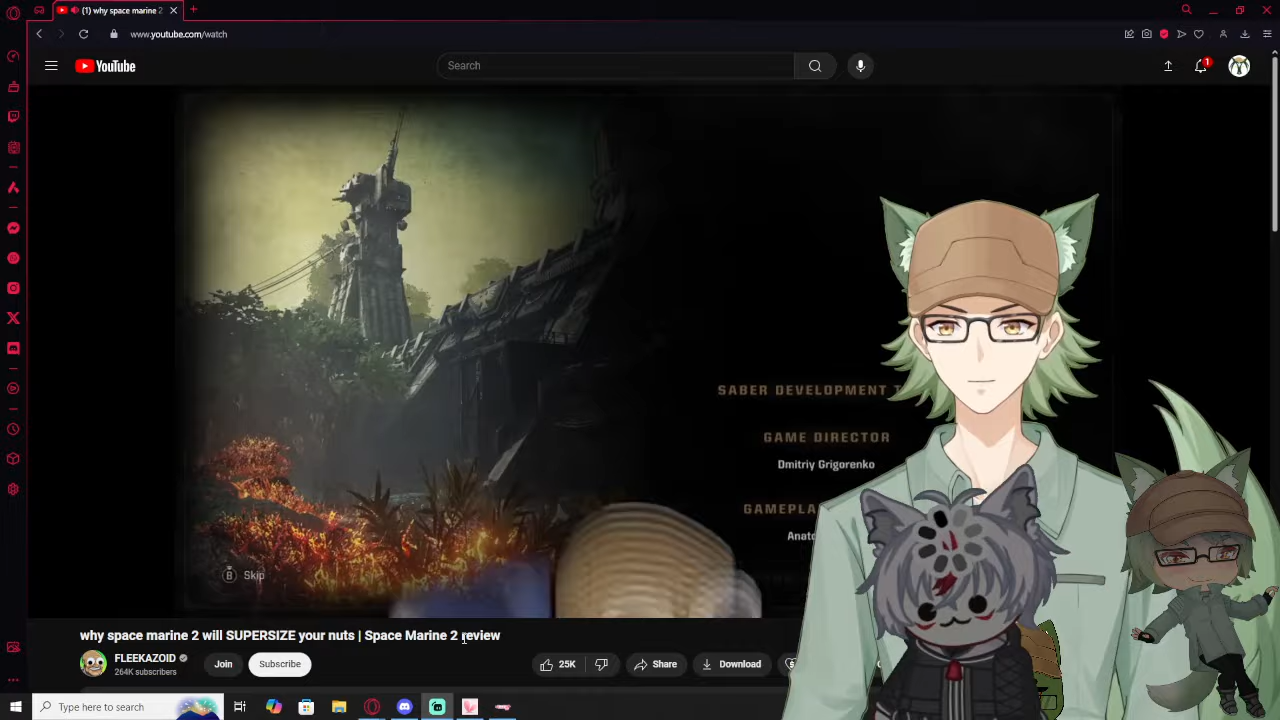 (1) why space marine 2
www.youtube.com/watch
YouTube
Search
1
SABER DEVELOPMENT
GAME DIRECTOR
Dmitriy Grigorenko
B Skip
why space marine 2 will SUPERSIZE your nuts | Space Marine 2 review
FLEEKAZOID
264K subscribers
Join
Subscribe
25K
Share
Download
Type here to search